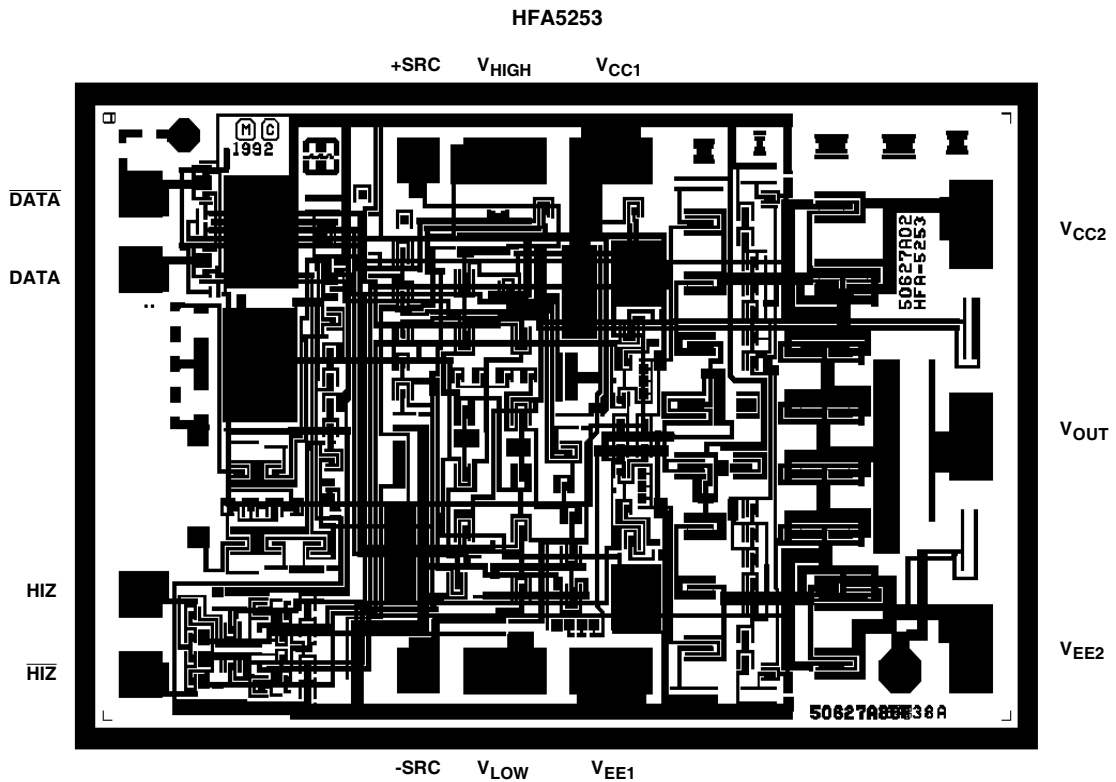 HFA5253
+SRC VHIGH VCC1
M C
1992
DATA
DATA
VCC2
50627A02
HFA-5253
VOUT
HIZ
HIZ
VEE2
-SRC VLOW VEE1